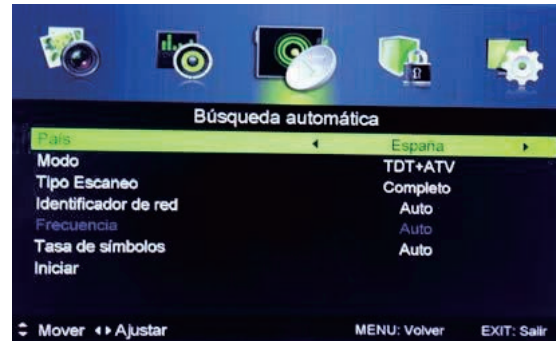 Búsqueda automática
País España
Modo TDT+ATV
Tipo Escaneo Completo
Identificador de red Auto
Frecuencia Auto
Tasa de símbolos Auto
Iniciar
Mover Ajustar MENU: Volver EXIT: Salir